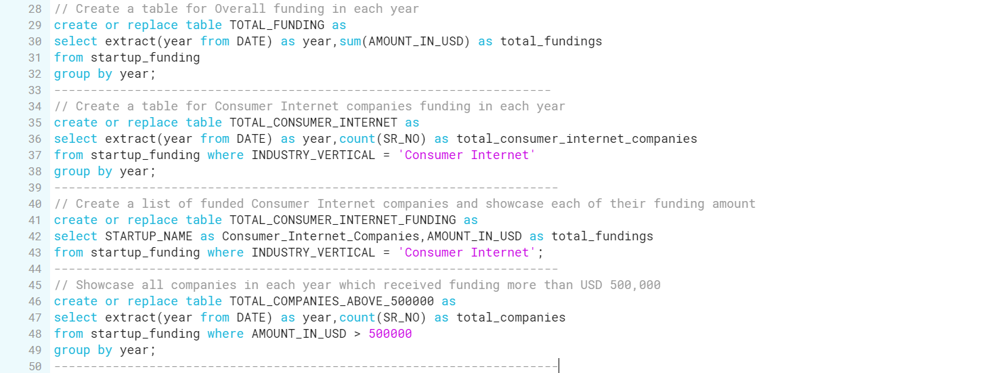 28 // Create a table for Overall funding in each year
29 create or replace table TOTAL_FUNDING as
30 select extract(year from DATE) as year,sum(AMOUNT_IN_USD) as total_fundings
31 from startup_funding
32 group by year;
33 --------------------------------------------------------------------
34 // Create a table for Consumer Internet companies funding in each year
35 create or replace table TOTAL_CONSUMER_INTERNET as
36 select extract(year from DATE) as year,count(SR_NO) as total_consumer_internet_companies
37 from startup_funding where INDUSTRY_VERTICAL = 'Consumer Internet'
38 group by year;
39 ---------------------------------------------------------------------
40 // Create a list of funded Consumer Internet companies and showcase each of their funding amount
41 create or replace table TOTAL_CONSUMER_INTERNET_FUNDING as
42 select STARTUP_NAME as Consumer_Internet_Companies,AMOUNT_IN_USD as total_fundings
43 from startup_funding where INDUSTRY_VERTICAL = 'Consumer Internet';
44 ---------------------------------------------------------------------
45 // Showcase all companies in each year which received funding more than USD 500,000
46 create or replace table TOTAL_COMPANIES_ABOVE_500000 as
47 select extract(year from DATE) as year,count(SR_NO) as total_companies
48 from startup_funding where AMOUNT_IN_USD > 500000
49 group by year;
50 ---------------------------------------------------------------------